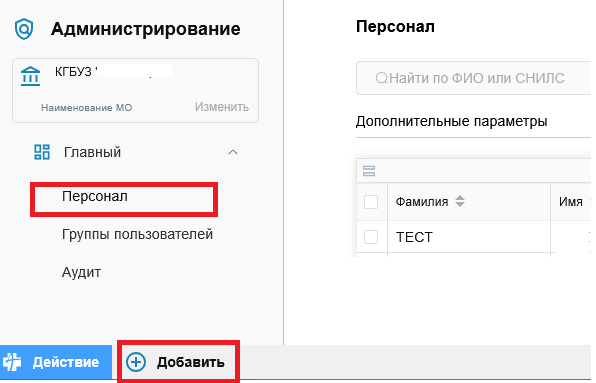 Администрирование
КГБУЗ '
Наименование МО Изменить
Главный
Персонал
Группы пользователей
Аудит
Персонал
Найти по ФИО или СНИЛС
Дополнительные параметры
Фамилия Имя
ТЕСТ
Действие Добавить